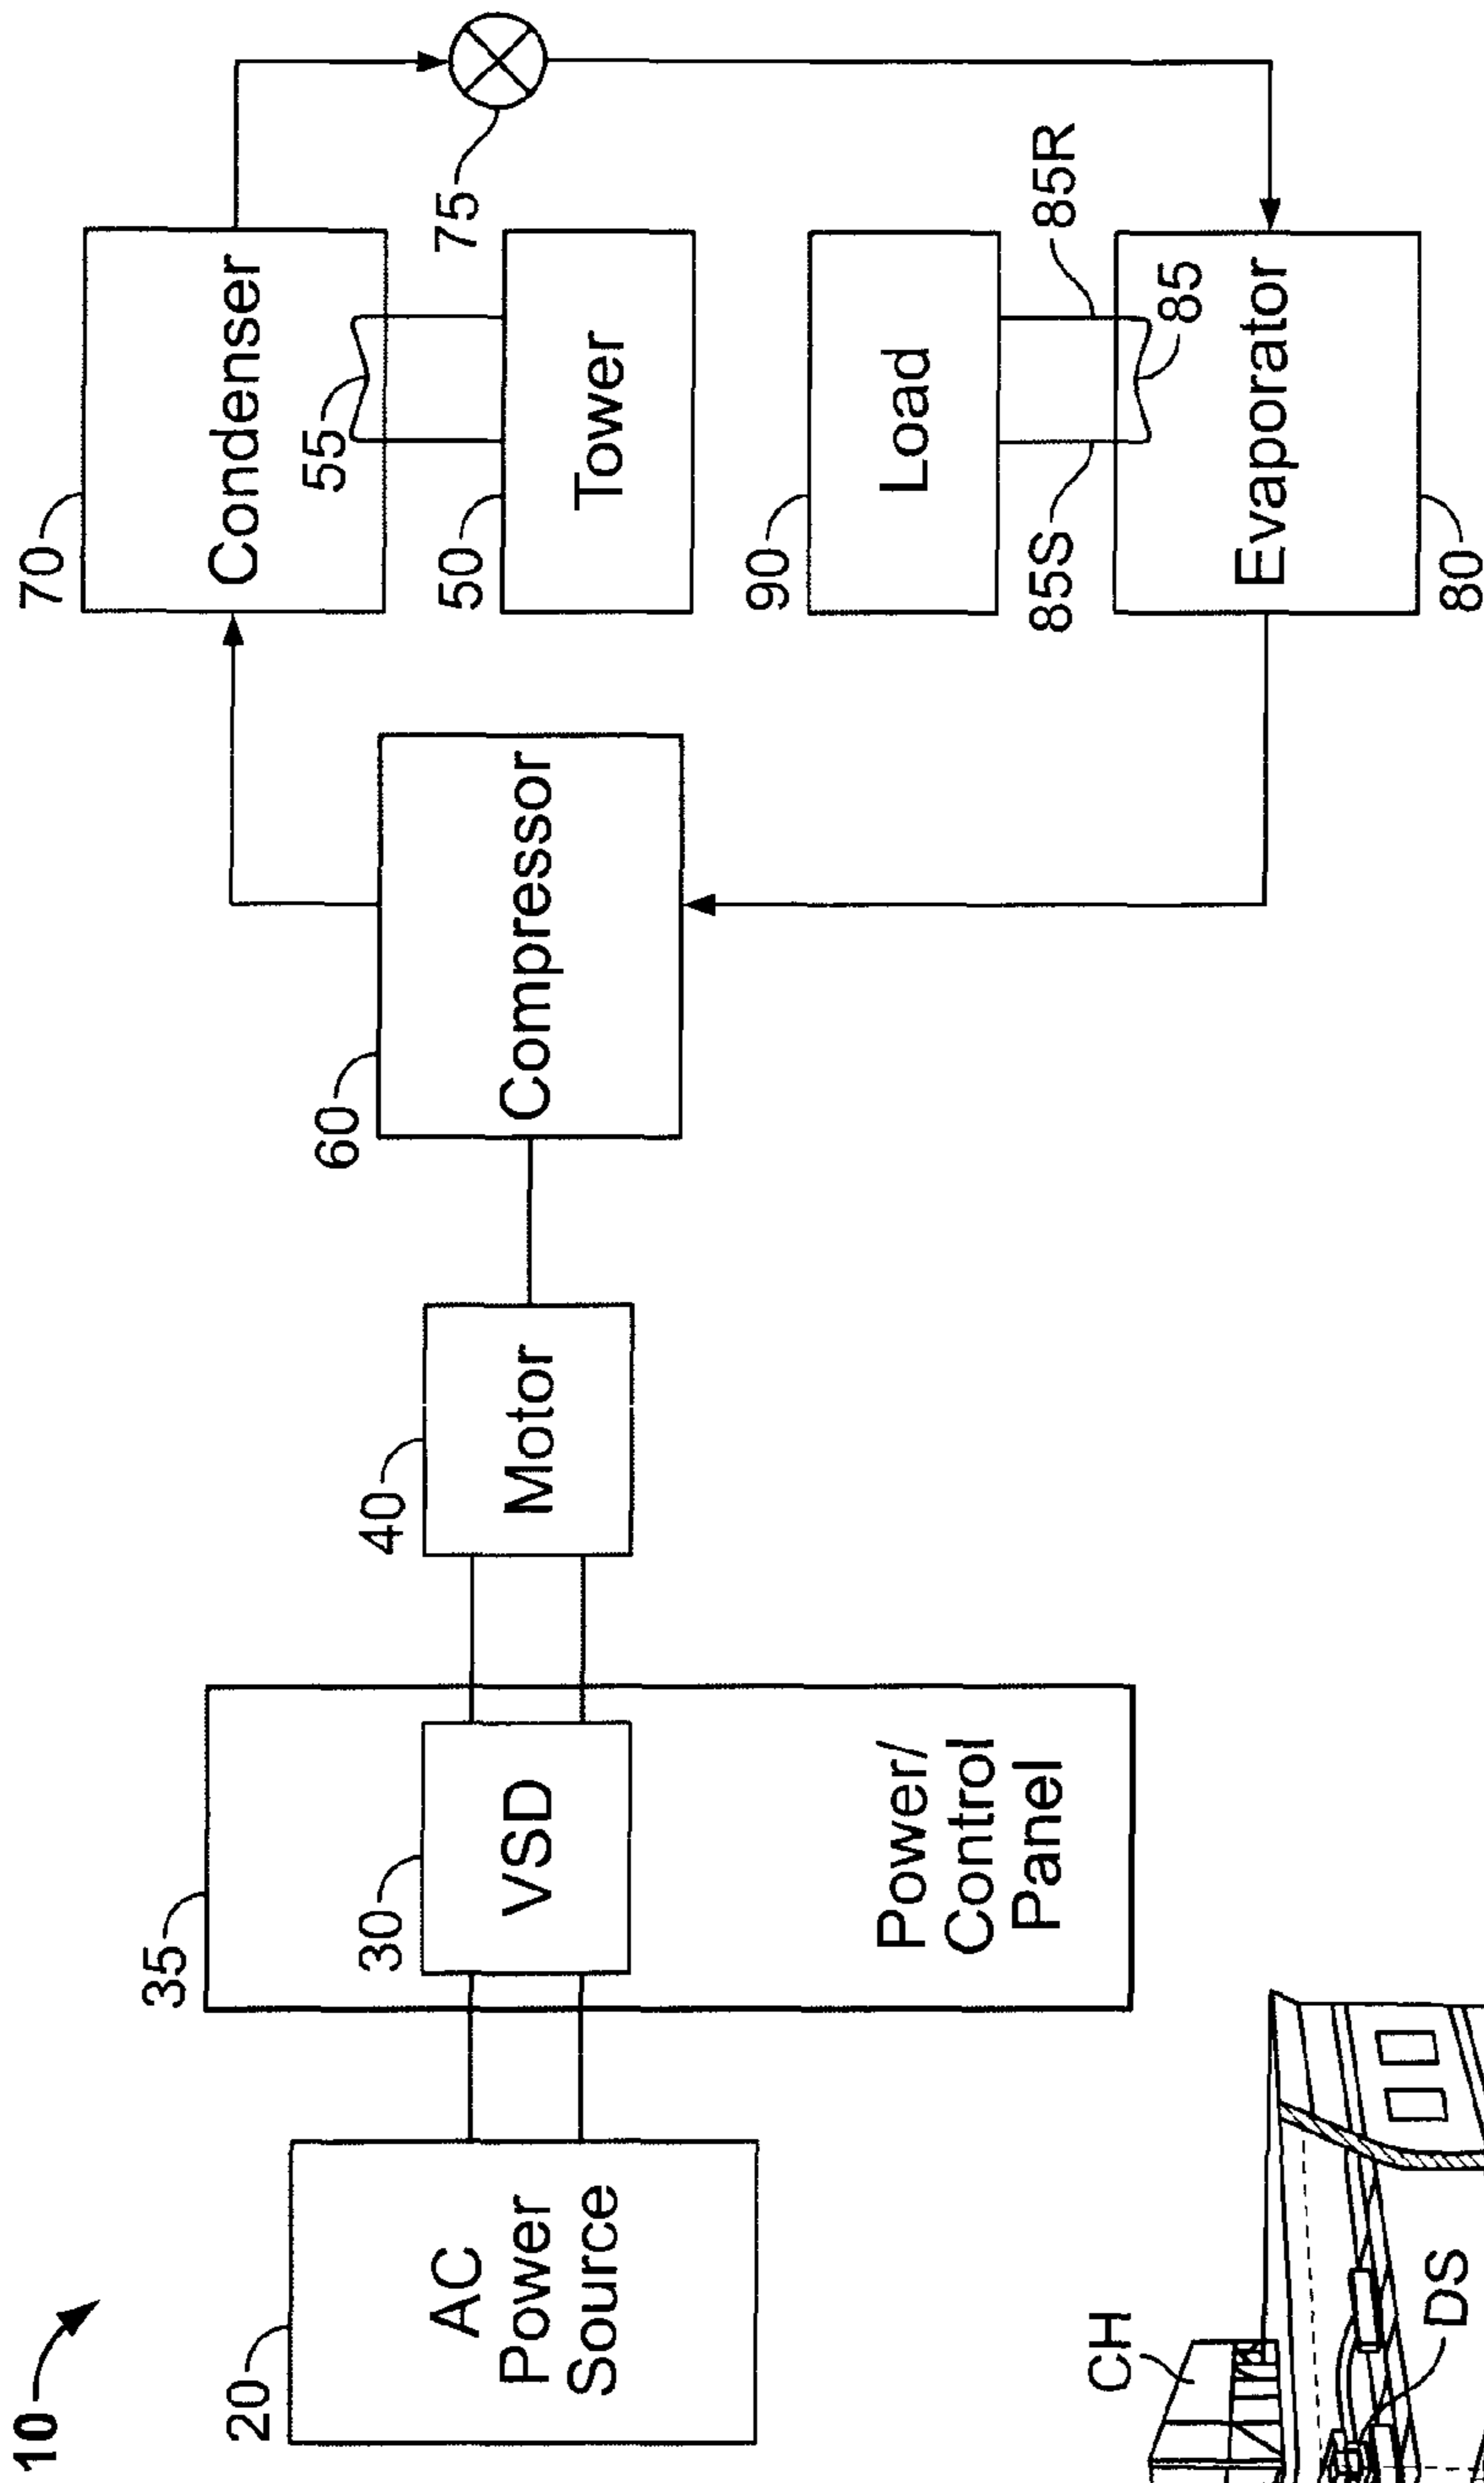 10
20
AC
Power
Source
35
30
VSD
Power/
Control
Panel
40
Motor
60
Compressor
70
Condenser
55
50
Tower
75
90
Load
85S
85R
85
Evaporator
80
CH
DS